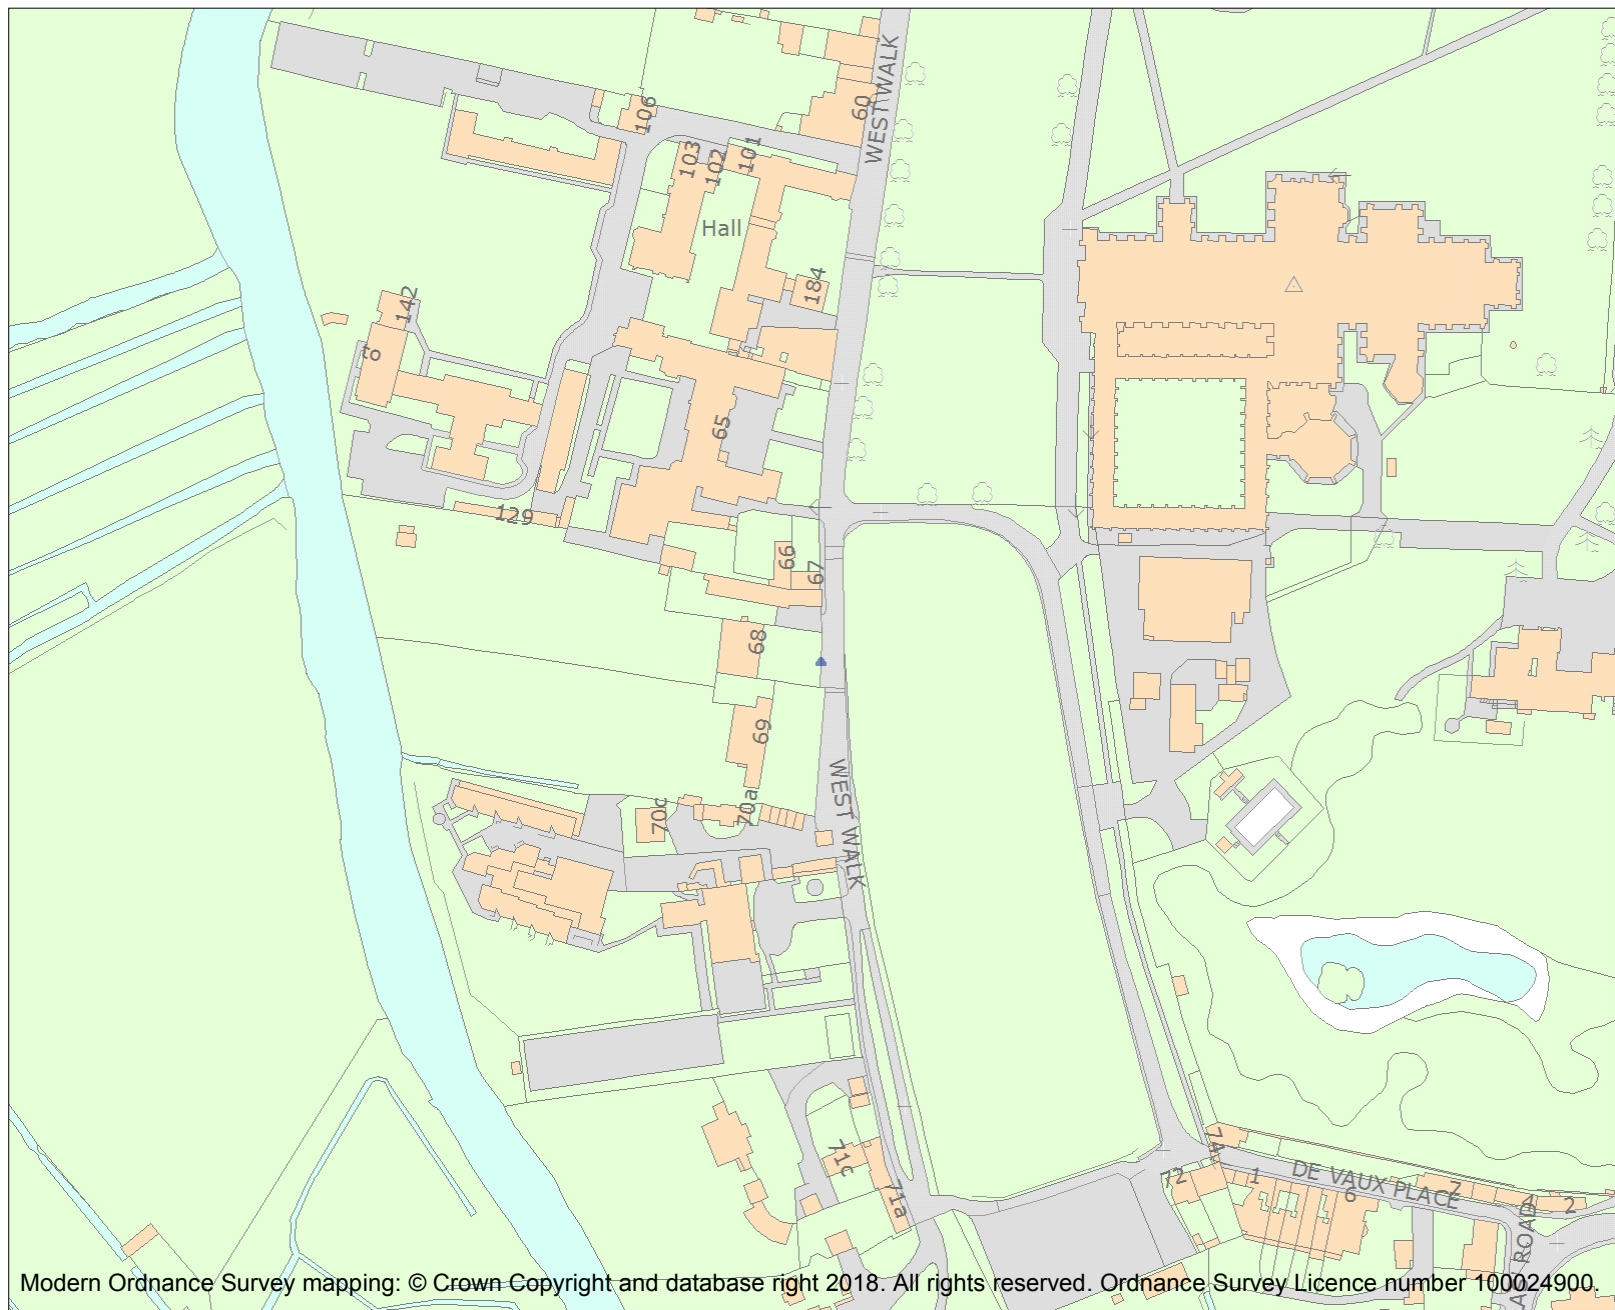 WEST WALK
60
106
103
102
101
Hall
184
142
65
129
66
67
68
69
WEST WALK
70c
70a
71c
71a
74
72
1
DE VAUX PLACE
6
7
4
2
ROAD
Modern Ordnance Survey mapping: © Crown Copyright and database right 2018. All rights reserved. Ordnance Survey Licence number 100024900.